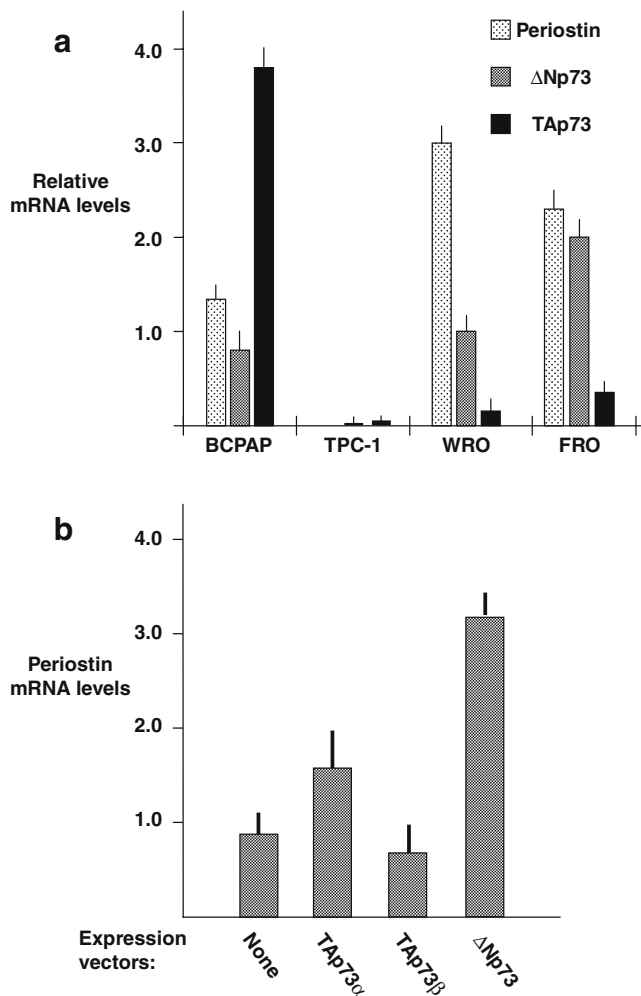 a
Periostin
ΔNp73
TAp73
Relative
mRNA levels
4.0
3.0
2.0
1.0
BCPAP
TPC-1
WRO
FRO
b
Periostin
mRNA levels
4.0
3.0
2.0
1.0
Expression
vectors:
None
TAp73α
TAp73β
ΔNp73